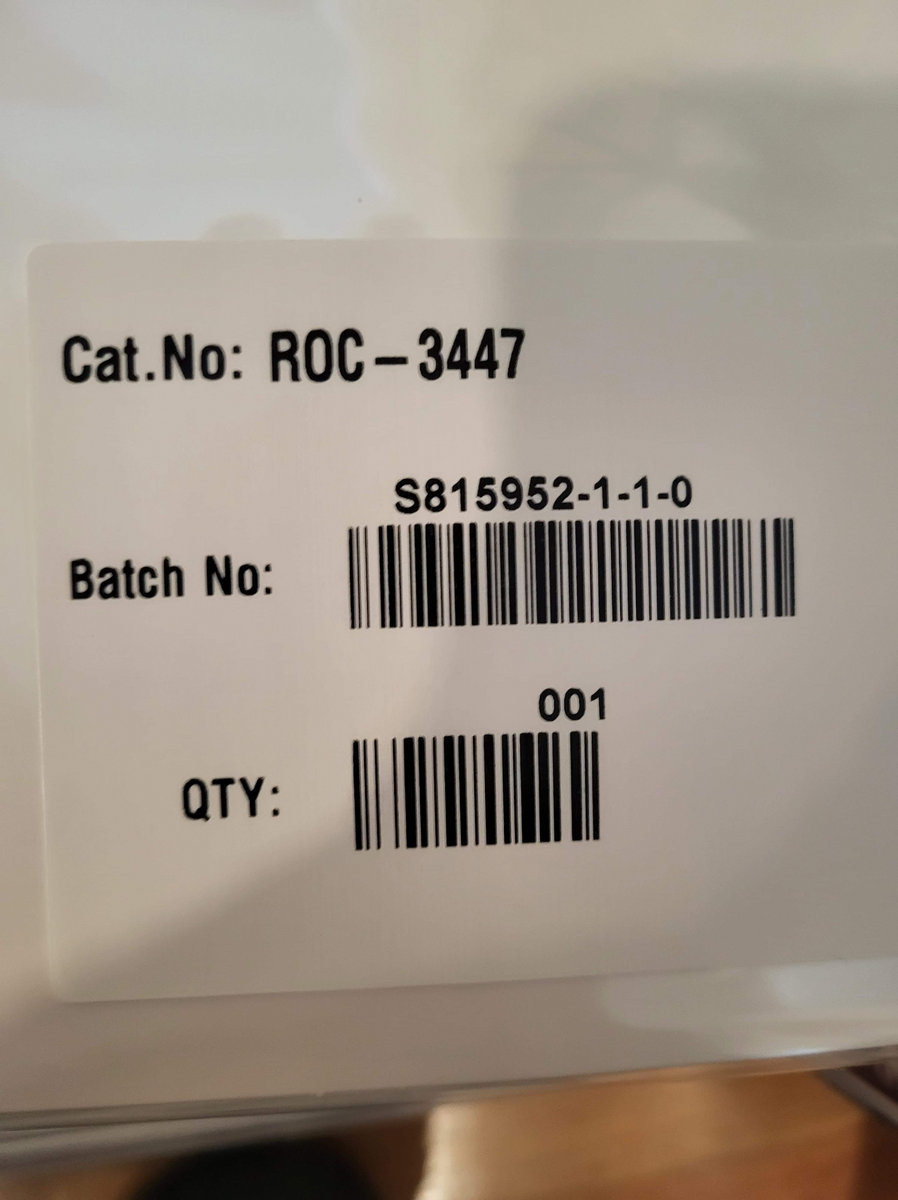 Cat.No: ROC-3447
S815952-1-1-0
Batch No:
001
QTY: